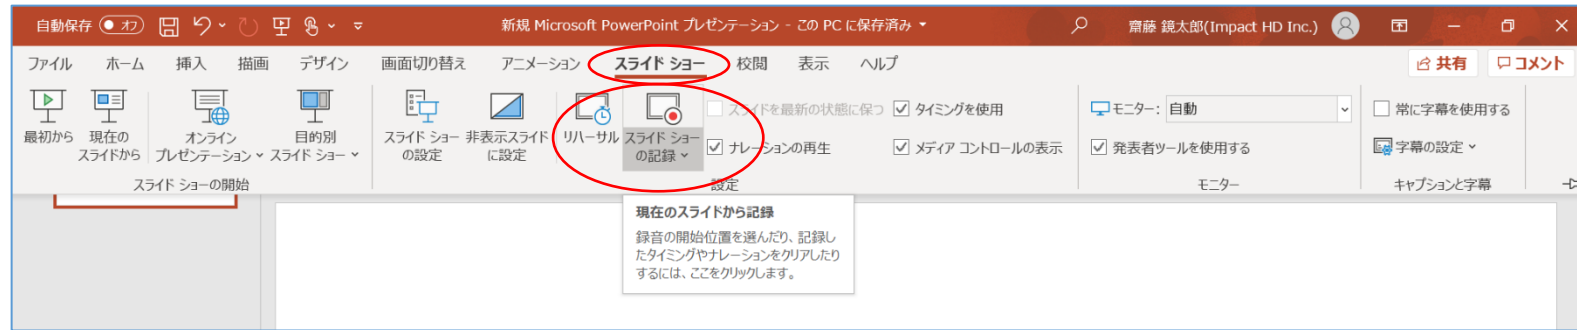 自動保存 オフ 新規 Microsoft PowerPoint プレゼンテーション - この PC に保存済み 齋藤 鏡太郎(Impact HD Inc.)
ファイル ホーム 挿入 描画 デザイン 画面切り替え アニメーション スライド ショー 校閲 表示 ヘルプ 共有 コメント
最初から
現在の
スライドから
オンライン
プレゼンテーション
目的別
スライド ショー
スライド ショーの開始
スライド ショー
の設定
非表示スライド
に設定
リハーサル
スライド ショー
の記録
スライドを最新の状態に保つ
ナレーションの再生
タイミングを使用
メディア コントロールの表示
設定
モニター: 自動
発表者ツールを使用する
モニター
常に字幕を使用する
字幕の設定
キャプションと字幕
現在のスライドから記録
録音の開始位置を選んだり、記録し
たタイミングやナレーションをクリアしたり
するには、ここをクリックします。